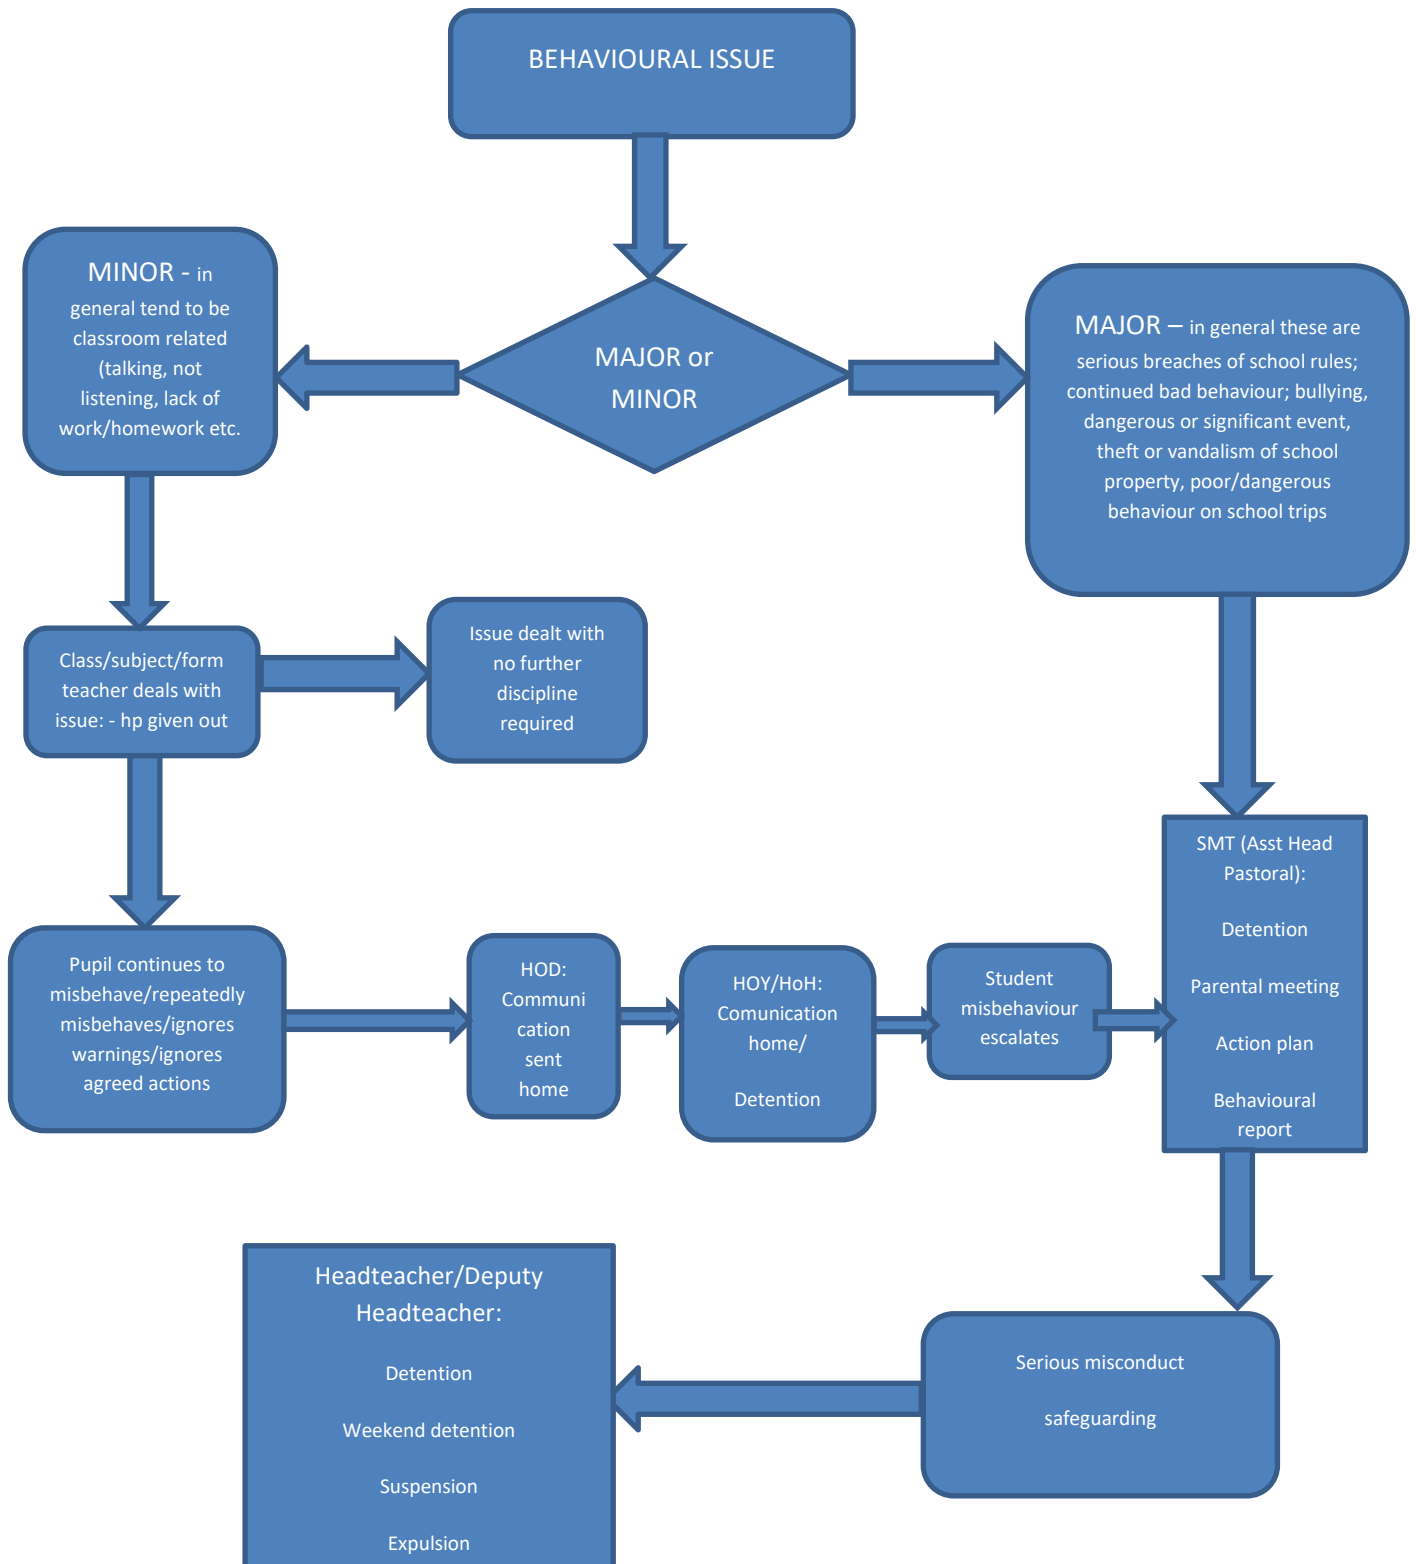 BEHAVIOURAL ISSUE
MAJOR or
MINOR
MINOR - in
general tend to be
classroom related
(talking, not
listening, lack of
work/homework etc.
MAJOR – in general these are
serious breaches of school rules;
continued bad behaviour; bullying,
dangerous or significant event,
theft or vandalism of school
property, poor/dangerous
behaviour on school trips
Class/subject/form
teacher deals with
issue: - hp given out
Issue dealt with
no further
discipline
required
Pupil continues to
misbehave/repeatedly
misbehaves/ignores
warnings/ignores
agreed actions
HOD:
Communi
cation
sent
home
HOY/HoH:
Comunication
home/
Detention
Student
misbehaviour
escalates
SMT (Asst Head
Pastoral):
Detention
Parental meeting
Action plan
Behavioural
report
Serious misconduct
safeguarding
Headteacher/Deputy
Headteacher:
Detention
Weekend detention
Suspension
Expulsion